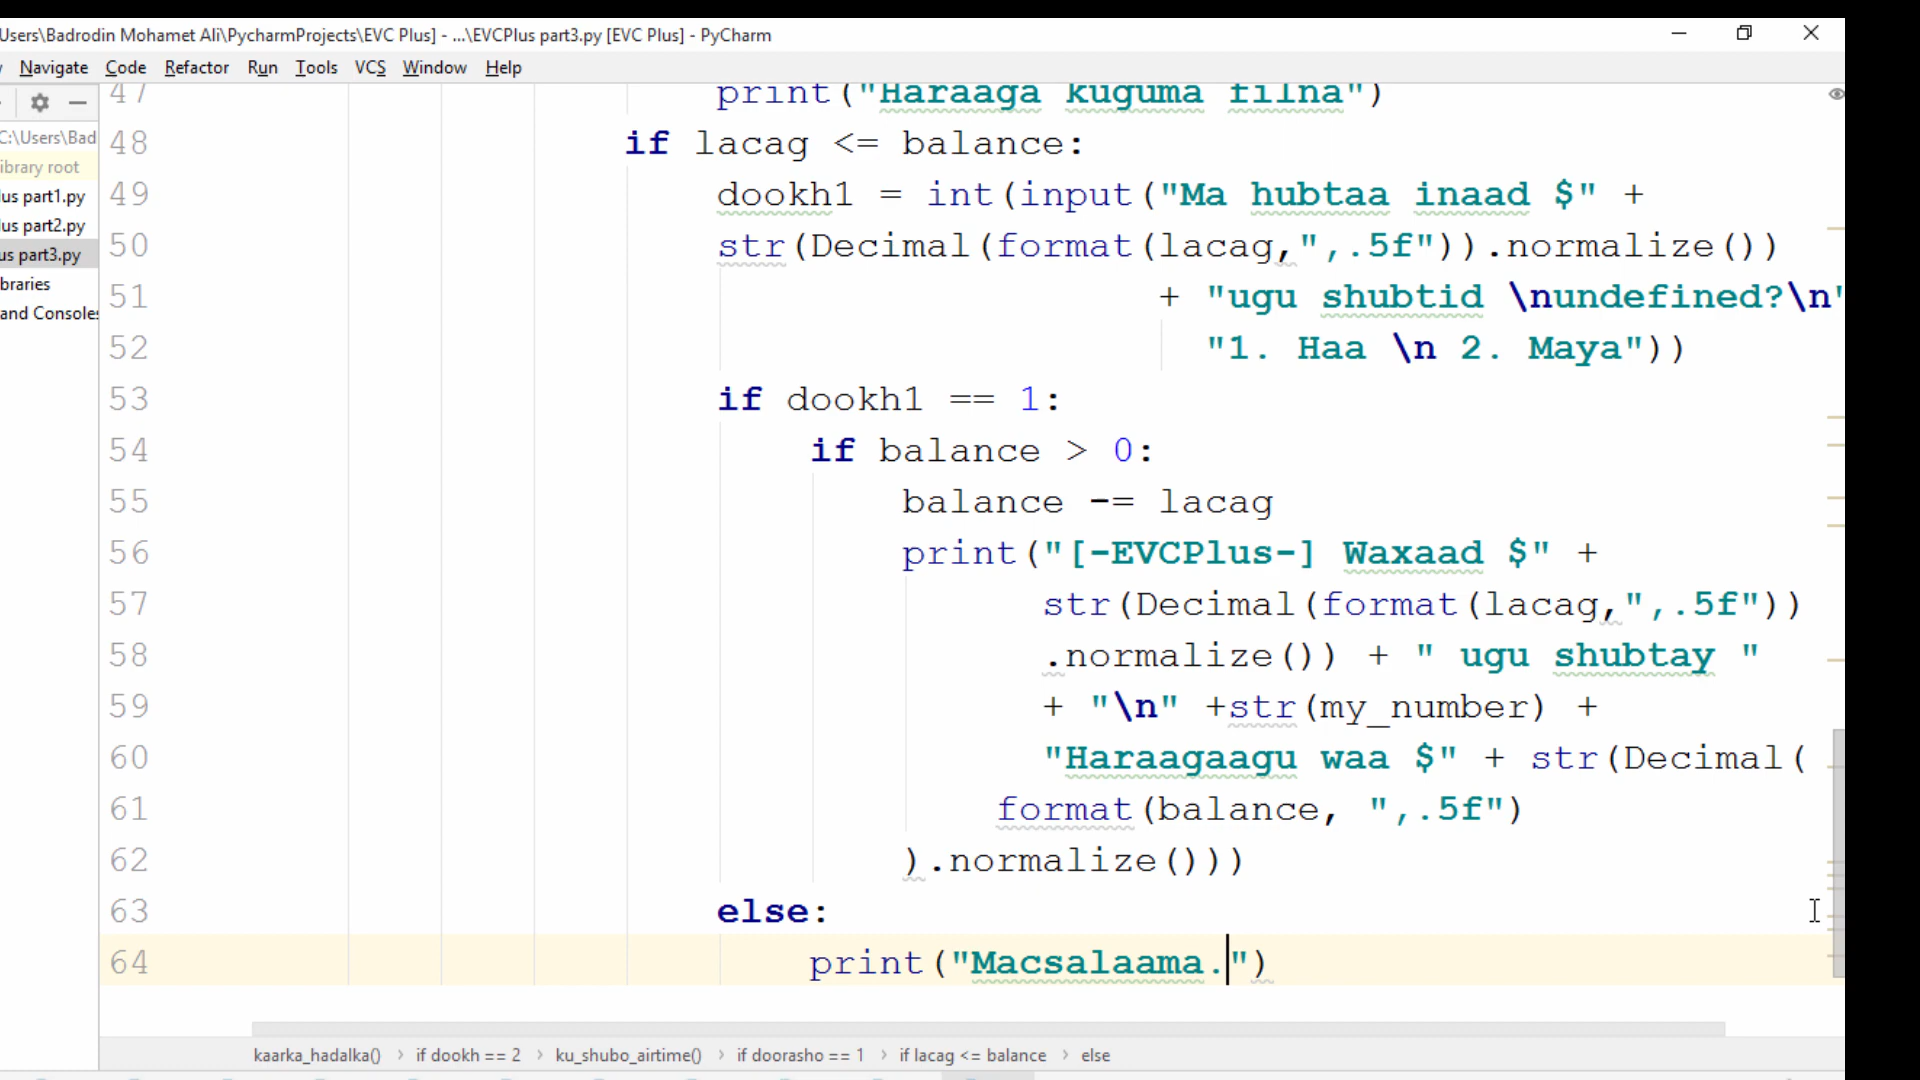 Users\Badrodin Mohamet Ali\PycharmProjects\EVC Plus] - ...\EVCPlus part3.py [EVC Plus] - PyCharm
Navigate Code Refactor Run Tools VCS Window Help
C:\Users\Bad
ibrary root
lus part1.py
lus part2.py
us part3.py
braries
and Consoles
47 print("Haraaga kuguma filna")
48 if lacag <= balance:
49 dookh1 = int(input("Ma hubtaa inaad $" +
50 str(Decimal(format(lacag,",.5f")).normalize())
51 + "ugu shubtid \nundefined?\n"
52 "1. Haa \n 2. Maya"))
53 if dookh1 == 1:
54 if balance > 0:
55 balance -= lacag
56 print("[-EVCPlus-] Waxaad $" +
57 str(Decimal(format(lacag,",.5f"))
58 .normalize()) + " ugu shubtay "
59 + "\n" +str(my_number) +
60 "Haraagaagu waa $" + str(Decimal(
61 format(balance, ",.5f")
62 ).normalize()))
63 else:
64 print("Macsalaama.")
kaarka_hadalka() › if dookh == 2 › ku_shubo_airtime() › if doorasho == 1 › if lacag <= balance › else